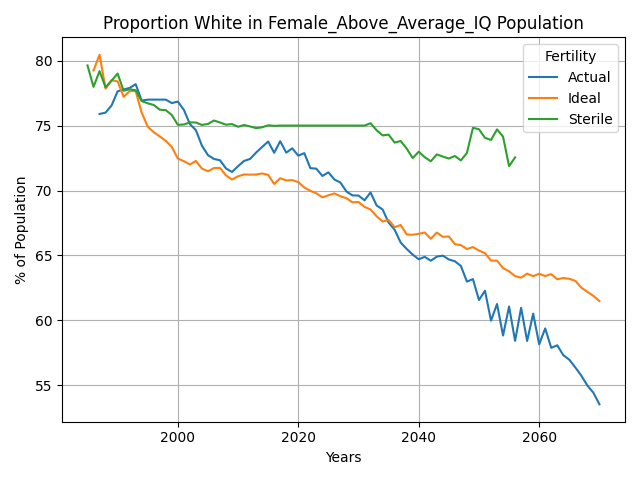 Proportion White in Female_Above_Average_IQ Population
Fertility
Actual
Ideal
Sterile
% of Population
80
75
70
65
60
55
2000
2020
2040
2060
Years